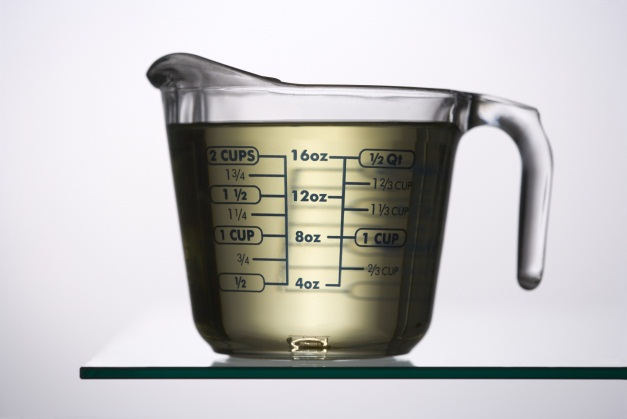 2 CUPS 16oz 1/2 Qt
1 3/4 1 2/3 CUP
1 1/2 12oz
1 1/4 1 1/3 CUP
1 CUP 8oz 1 CUP
3/4 2/3 CUP
1/2 4oz